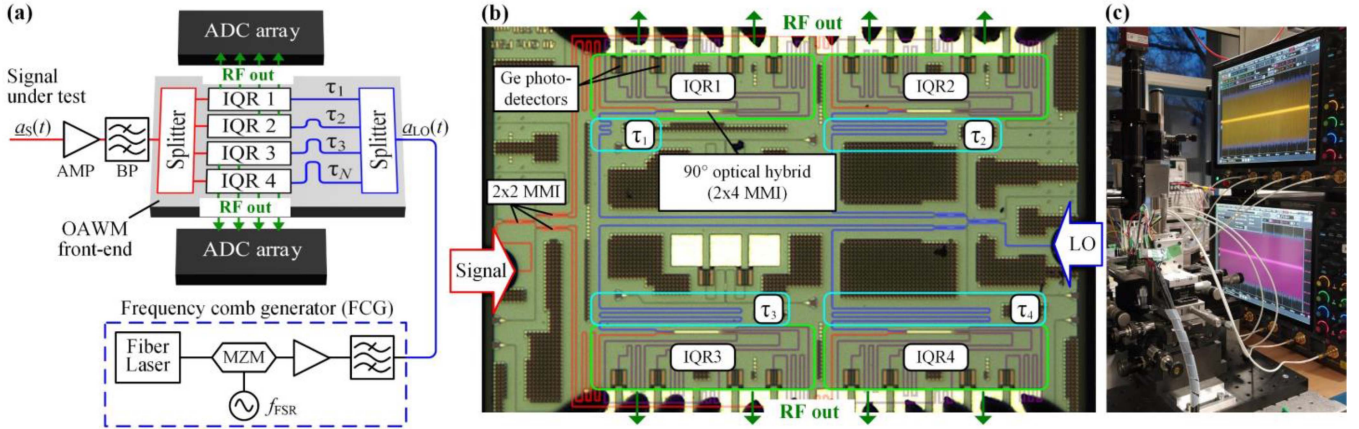 (a)
ADC array
Signal
under test
RF out
τ1
a_S(t)
AMP
BP
Splitter
IQR 1
IQR 2
IQR 3
IQR 4
τ2
τ3
τN
Splitter
a_LO(t)
RF out
OAWM
front-end
ADC array
Frequency comb generator (FCG)
Fiber
Laser
MZM
fFSR
(b)
RF out
Ge photo-
detectors
IQR1
IQR2
τ1
τ2
90° optical hybrid
(2x4 MMI)
2x2 MMI
Signal
LO
τ3
τ4
IQR3
IQR4
RF out
(c)